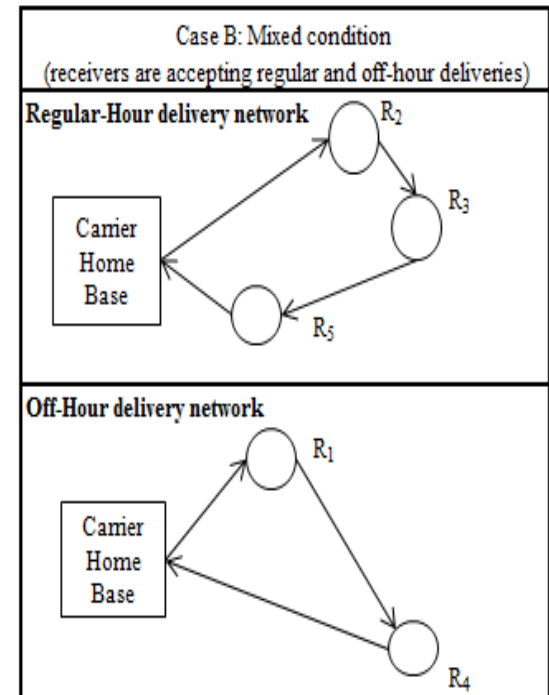 Case B: Mixed condition
(receivers are accepting regular and off-hour deliveries)
Regular-Hour delivery network
R₂
R₃
Carrier
Home
Base
R₅
Off-Hour delivery network
R₁
Carrier
Home
Base
R₄